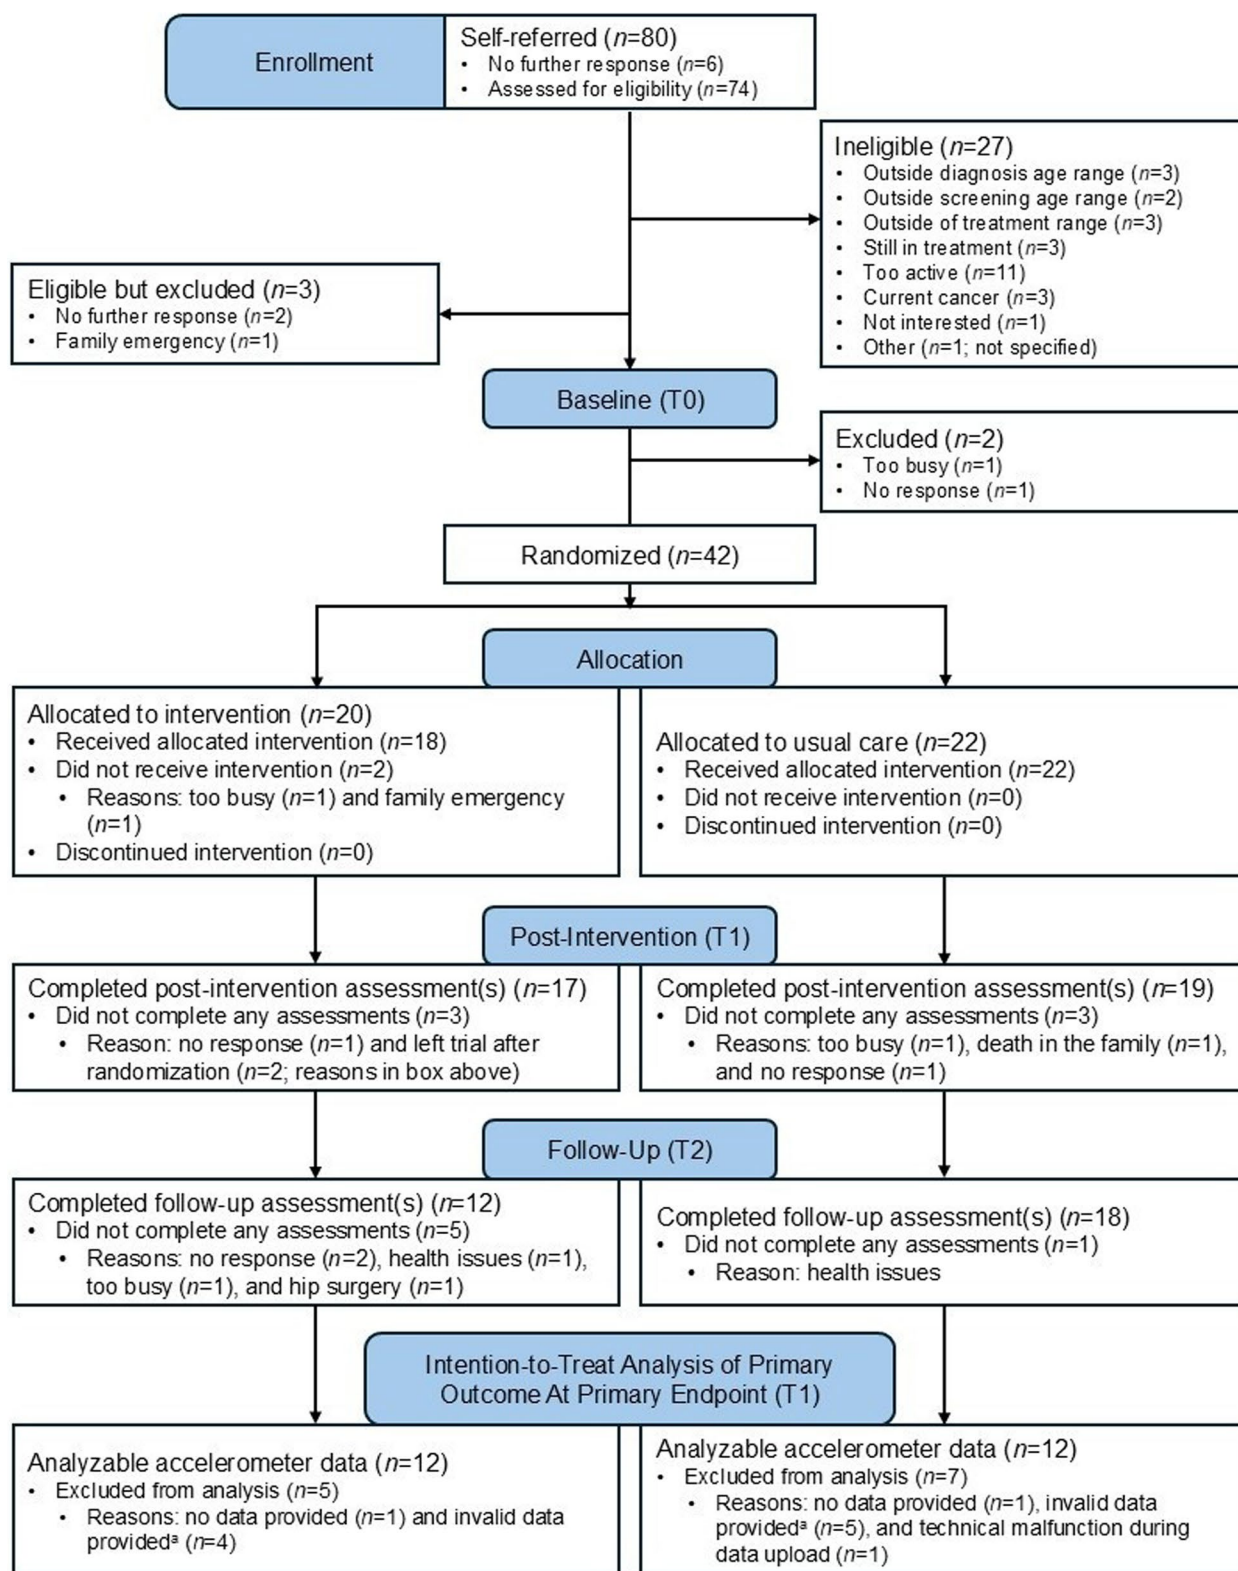 Enrollment
Self-referred (n=80)
• No further response (n=6)
• Assessed for eligibility (n=74)
Ineligible (n=27)
• Outside diagnosis age range (n=3)
• Outside screening age range (n=2)
• Outside of treatment range (n=3)
• Still in treatment (n=3)
• Too active (n=11)
• Current cancer (n=3)
• Not interested (n=1)
• Other (n=1; not specified)
Eligible but excluded (n=3)
• No further response (n=2)
• Family emergency (n=1)
Baseline (T0)
Excluded (n=2)
• Too busy (n=1)
• No response (n=1)
Randomized (n=42)
Allocation
Allocated to intervention (n=20)
• Received allocated intervention (n=18)
• Did not receive intervention (n=2)
• Reasons: too busy (n=1) and family emergency
(n=1)
• Discontinued intervention (n=0)
Allocated to usual care (n=22)
• Received allocated intervention (n=22)
• Did not receive intervention (n=0)
• Discontinued intervention (n=0)
Post-Intervention (T1)
Completed post-intervention assessment(s) (n=17)
• Did not complete any assessments (n=3)
• Reason: no response (n=1) and left trial after
randomization (n=2; reasons in box above)
Completed post-intervention assessment(s) (n=19)
• Did not complete any assessments (n=3)
• Reasons: too busy (n=1), death in the family (n=1),
and no response (n=1)
Follow-Up (T2)
Completed follow-up assessment(s) (n=12)
• Did not complete any assessments (n=5)
• Reasons: no response (n=2), health issues (n=1),
too busy (n=1), and hip surgery (n=1)
Completed follow-up assessment(s) (n=18)
• Did not complete any assessments (n=1)
• Reason: health issues
Intention-to-Treat Analysis of Primary
Outcome At Primary Endpoint (T1)
Analyzable accelerometer data (n=12)
• Excluded from analysis (n=5)
• Reasons: no data provided (n=1) and invalid data
providedᵃ (n=4)
Analyzable accelerometer data (n=12)
• Excluded from analysis (n=7)
• Reasons: no data provided (n=1), invalid data
providedᵃ (n=5), and technical malfunction during
data upload (n=1)